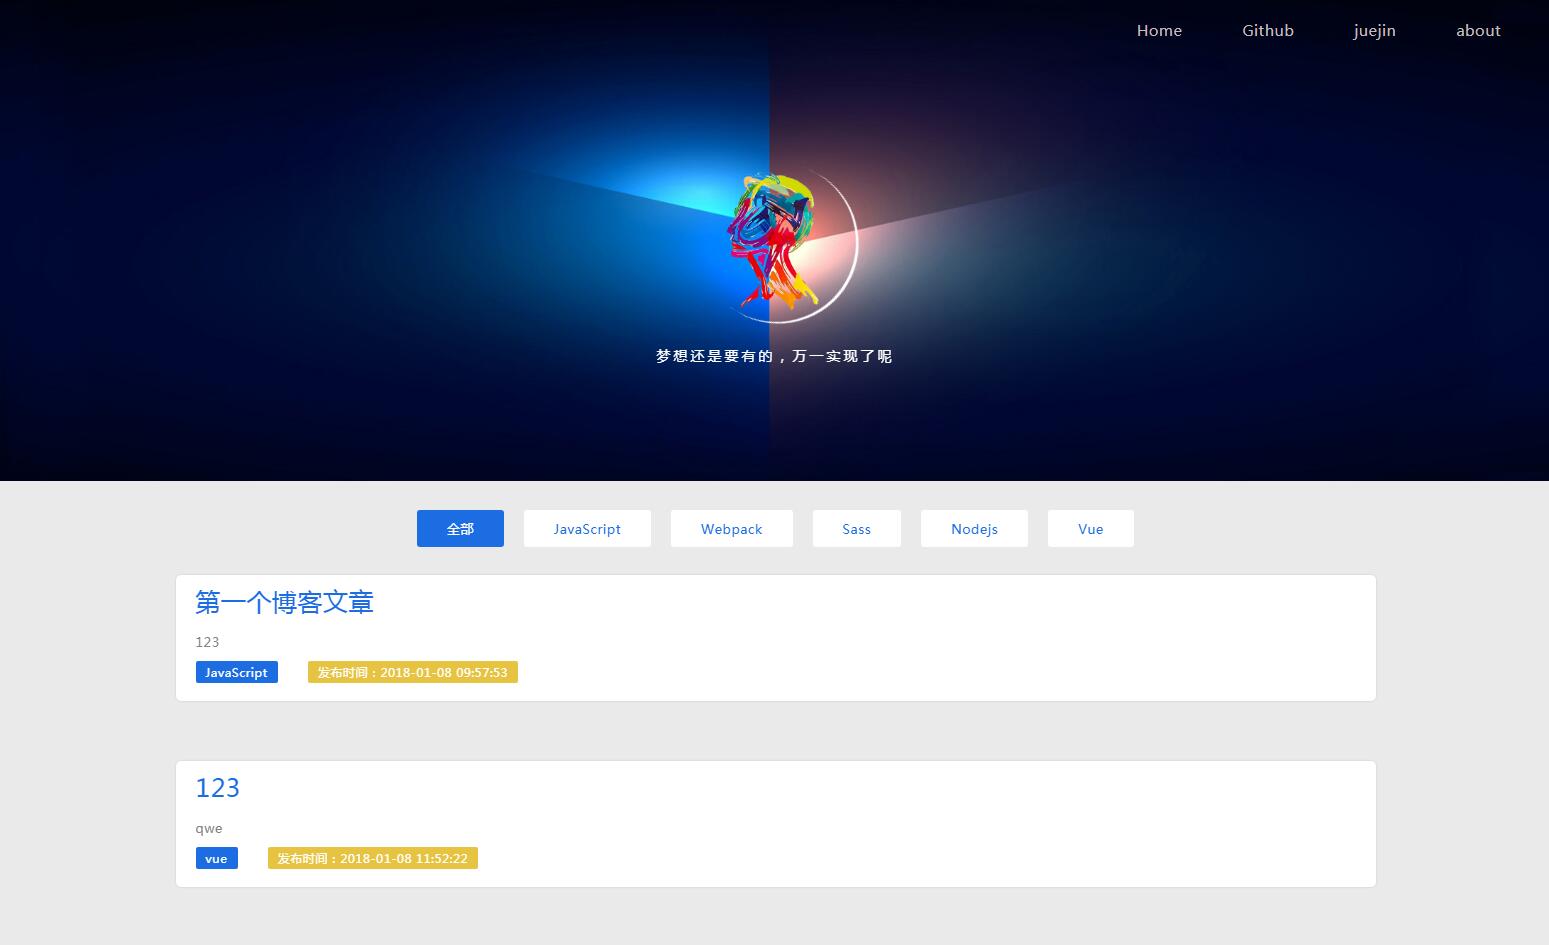 Home Github juejin about
梦想还是要有的，万一实现了呢
全部 JavaScript Webpack Sass Nodejs Vue
第一个博客文章
123
JavaScript 发布时间：2018-01-08 09:57:53
123
qwe
vue 发布时间：2018-01-08 11:52:22